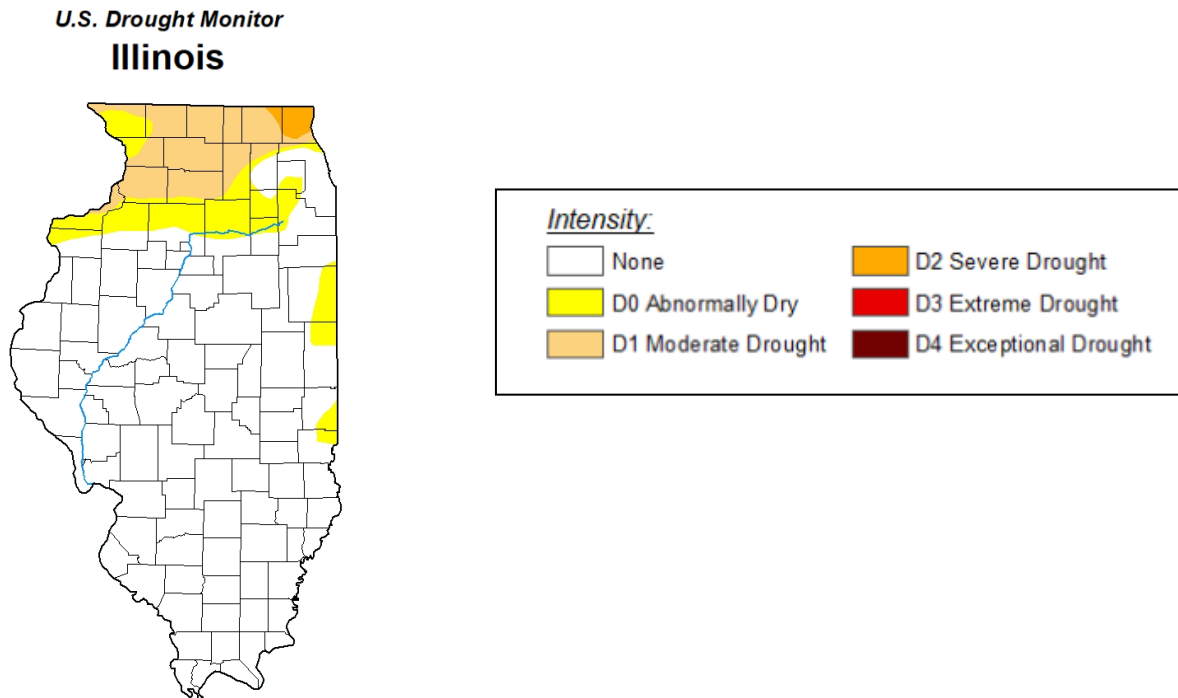 U.S. Drought Monitor
Illinois
Intensity:
None
D0 Abnormally Dry
D1 Moderate Drought
D2 Severe Drought
D3 Extreme Drought
D4 Exceptional Drought